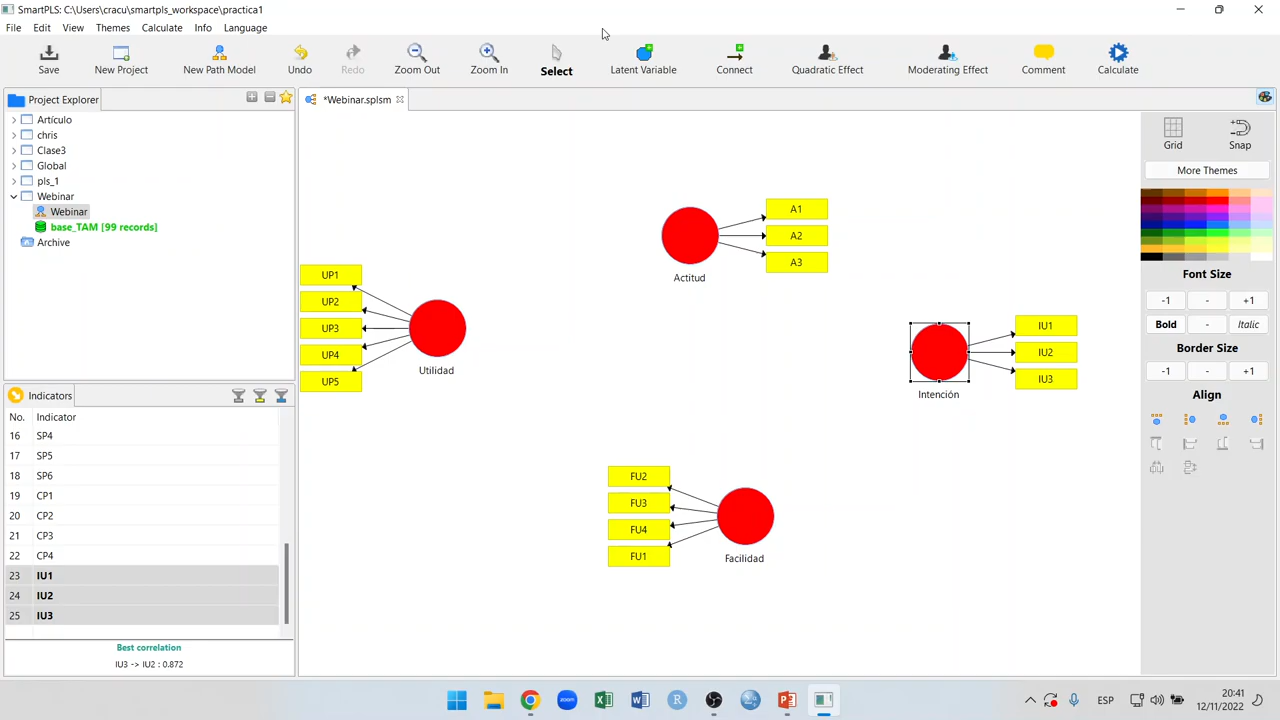 SmartPLS: C:\Users\cracu\smartpls_workspace\practica1
File Edit View Themes Calculate Info Language
Save New Project New Path Model Undo Redo Zoom Out Zoom In Select Latent Variable Connect Quadratic Effect Moderating Effect Comment Calculate
Project Explorer
*Webinar.splsm
Artículo
chris
Clase3
Global
pls_1
Webinar
Webinar
base_TAM [99 records]
Archive
Indicators
No. Indicator
16 SP4
17 SP5
18 SP6
19 CP1
20 CP2
21 CP3
22 CP4
23 IU1
24 IU2
25 IU3
Best correlation
IU3 -> IU2 : 0.872
UP1
UP2
UP3
UP4
UP5
Utilidad
A1
A2
A3
Actitud
IU1
IU2
IU3
Intención
FU2
FU3
FU4
FU1
Facilidad
Grid Snap
More Themes
Font Size
-1 - +1
Bold - Italic
Border Size
-1 - +1
Align
zoom
X
W
R
P
ESP
20:41
12/11/2022